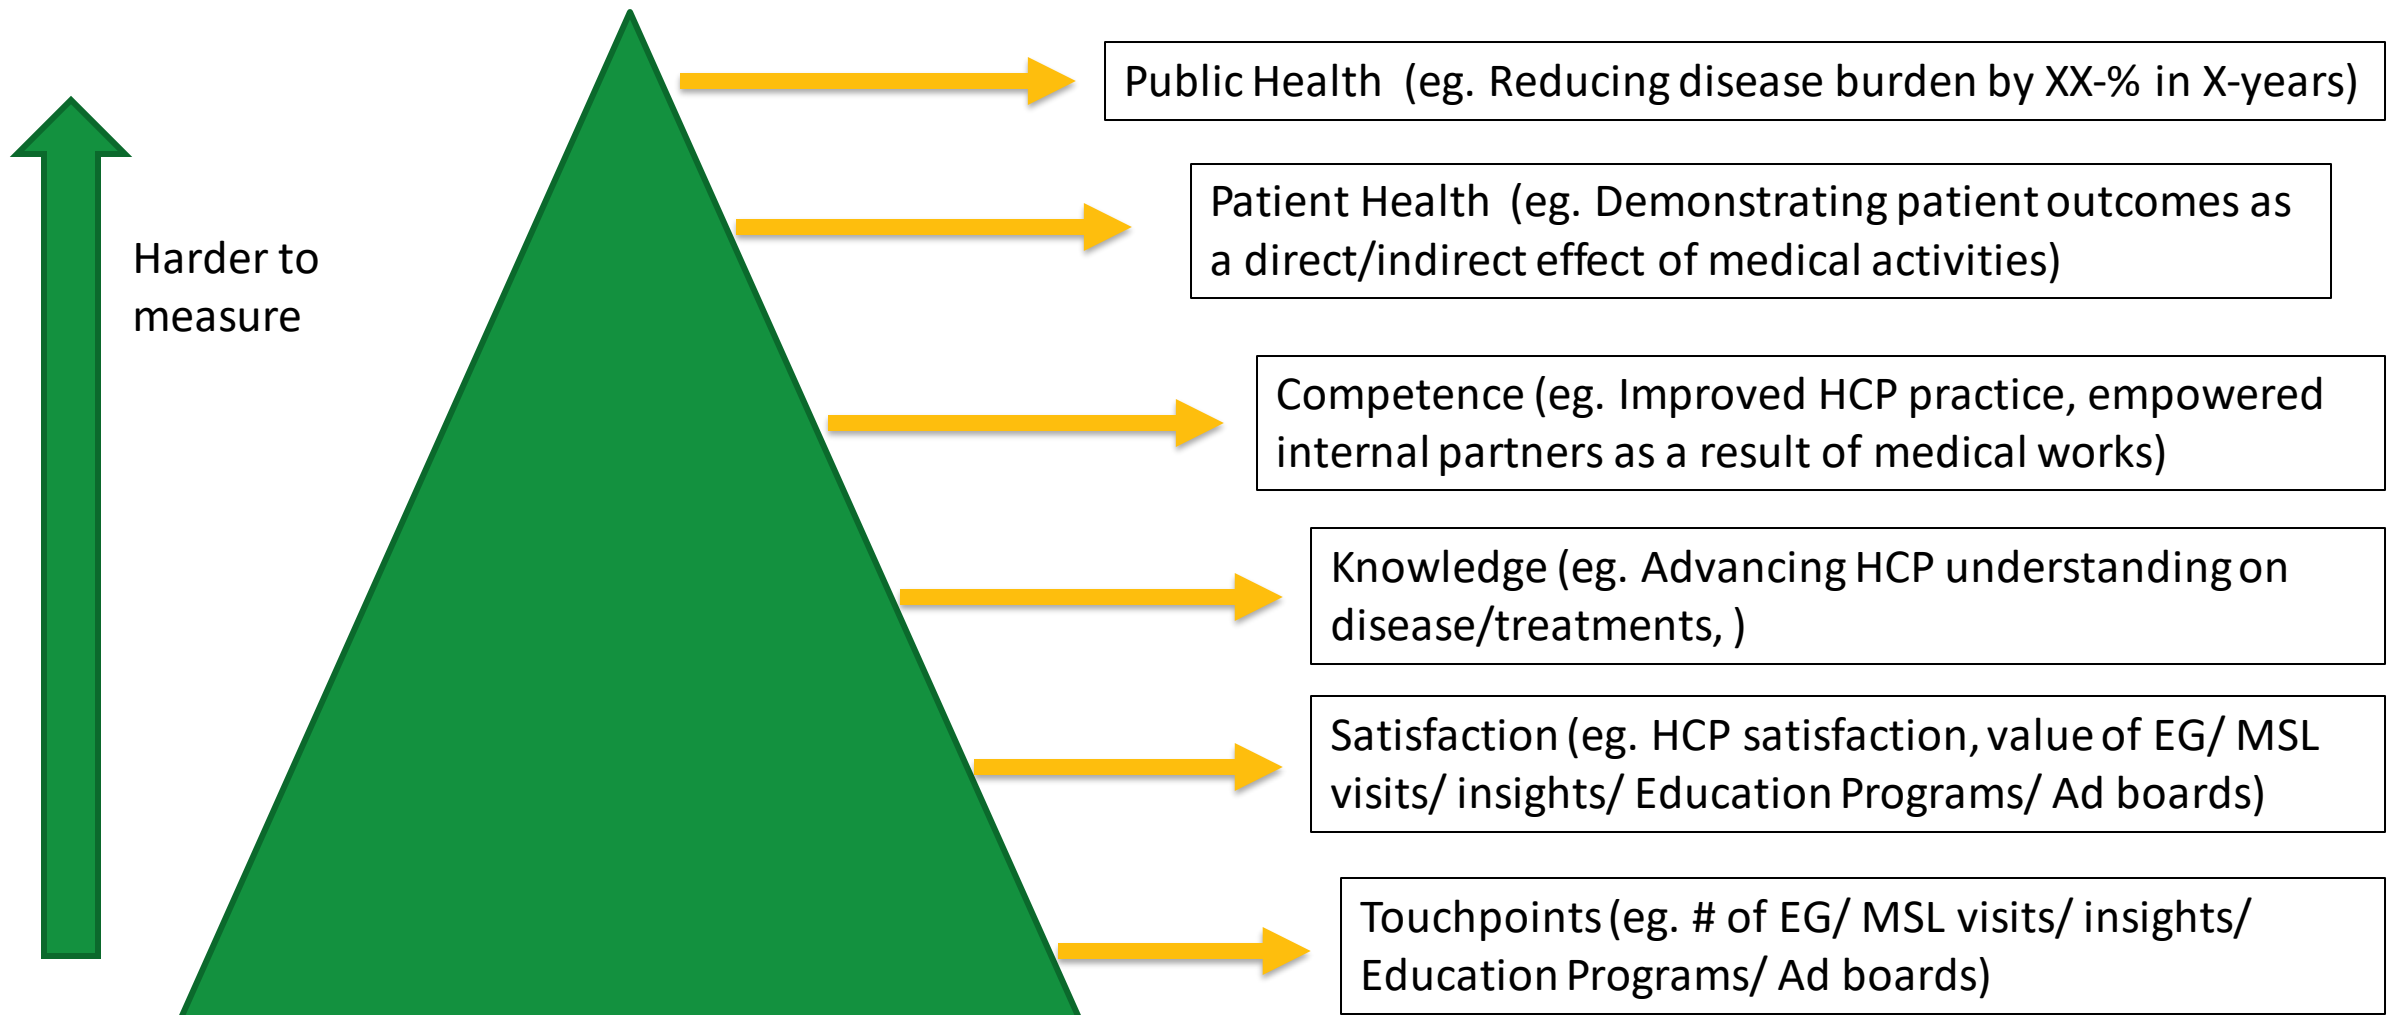 Public Health (eg. Reducing disease burden by XX-% in X-years)
Patient Health (eg. Demonstrating patient outcomes as
a direct/indirect effect of medical activities)
Harder to
measure
Competence (eg. Improved HCP practice, empowered
internal partners as a result of medical works)
Knowledge (eg. Advancing HCP understanding on
disease/treatments, )
Satisfaction (eg. HCP satisfaction, value of EG/ MSL
visits/ insights/ Education Programs/ Ad boards)
Touchpoints (eg. # of EG/ MSL visits/ insights/
Education Programs/ Ad boards)